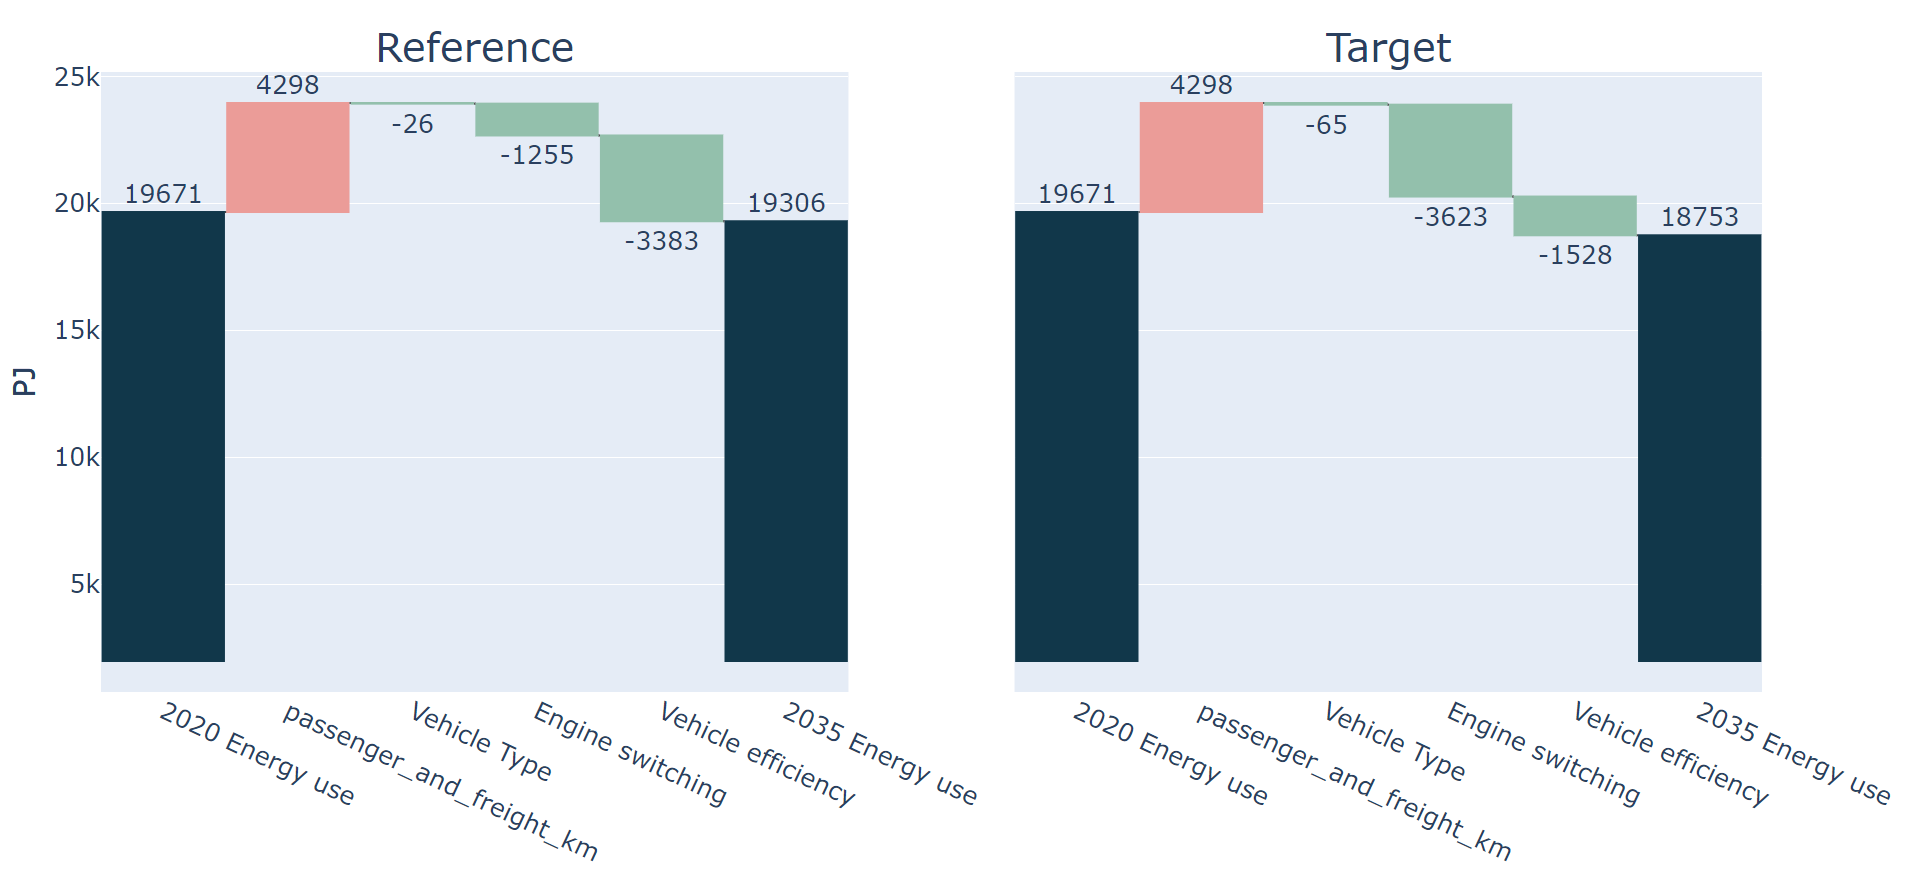 Reference
Target
PJ
25k
20k
15k
10k
5k
19671
4298
-26
-1255
-3383
19306
2020 Energy use
passenger_and_freight_km
Vehicle Type
Engine switching
Vehicle efficiency
2035 Energy use
19671
4298
-65
-3623
-1528
18753
2020 Energy use
passenger_and_freight_km
Vehicle Type
Engine switching
Vehicle efficiency
2035 Energy use